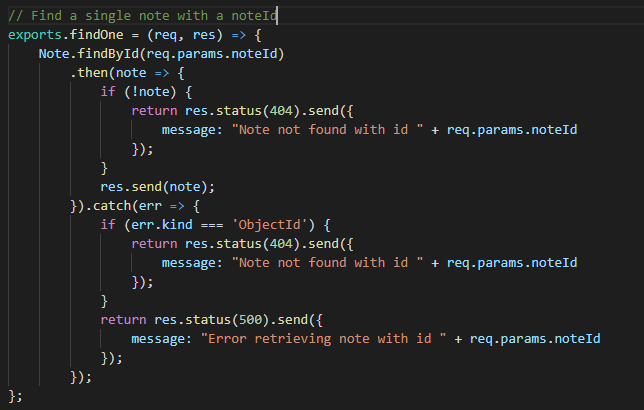 // Find a single note with a noteId
exports.findOne = (req, res) => {
    Note.findById(req.params.noteId)
        .then(note => {
            if (!note) {
                return res.status(404).send({
                    message: "Note not found with id " + req.params.noteId
                });
            }
            res.send(note);
        }).catch(err => {
            if (err.kind === 'ObjectId') {
                return res.status(404).send({
                    message: "Note not found with id " + req.params.noteId
                });
            }
            return res.status(500).send({
                message: "Error retrieving note with id " + req.params.noteId
            });
        });
};